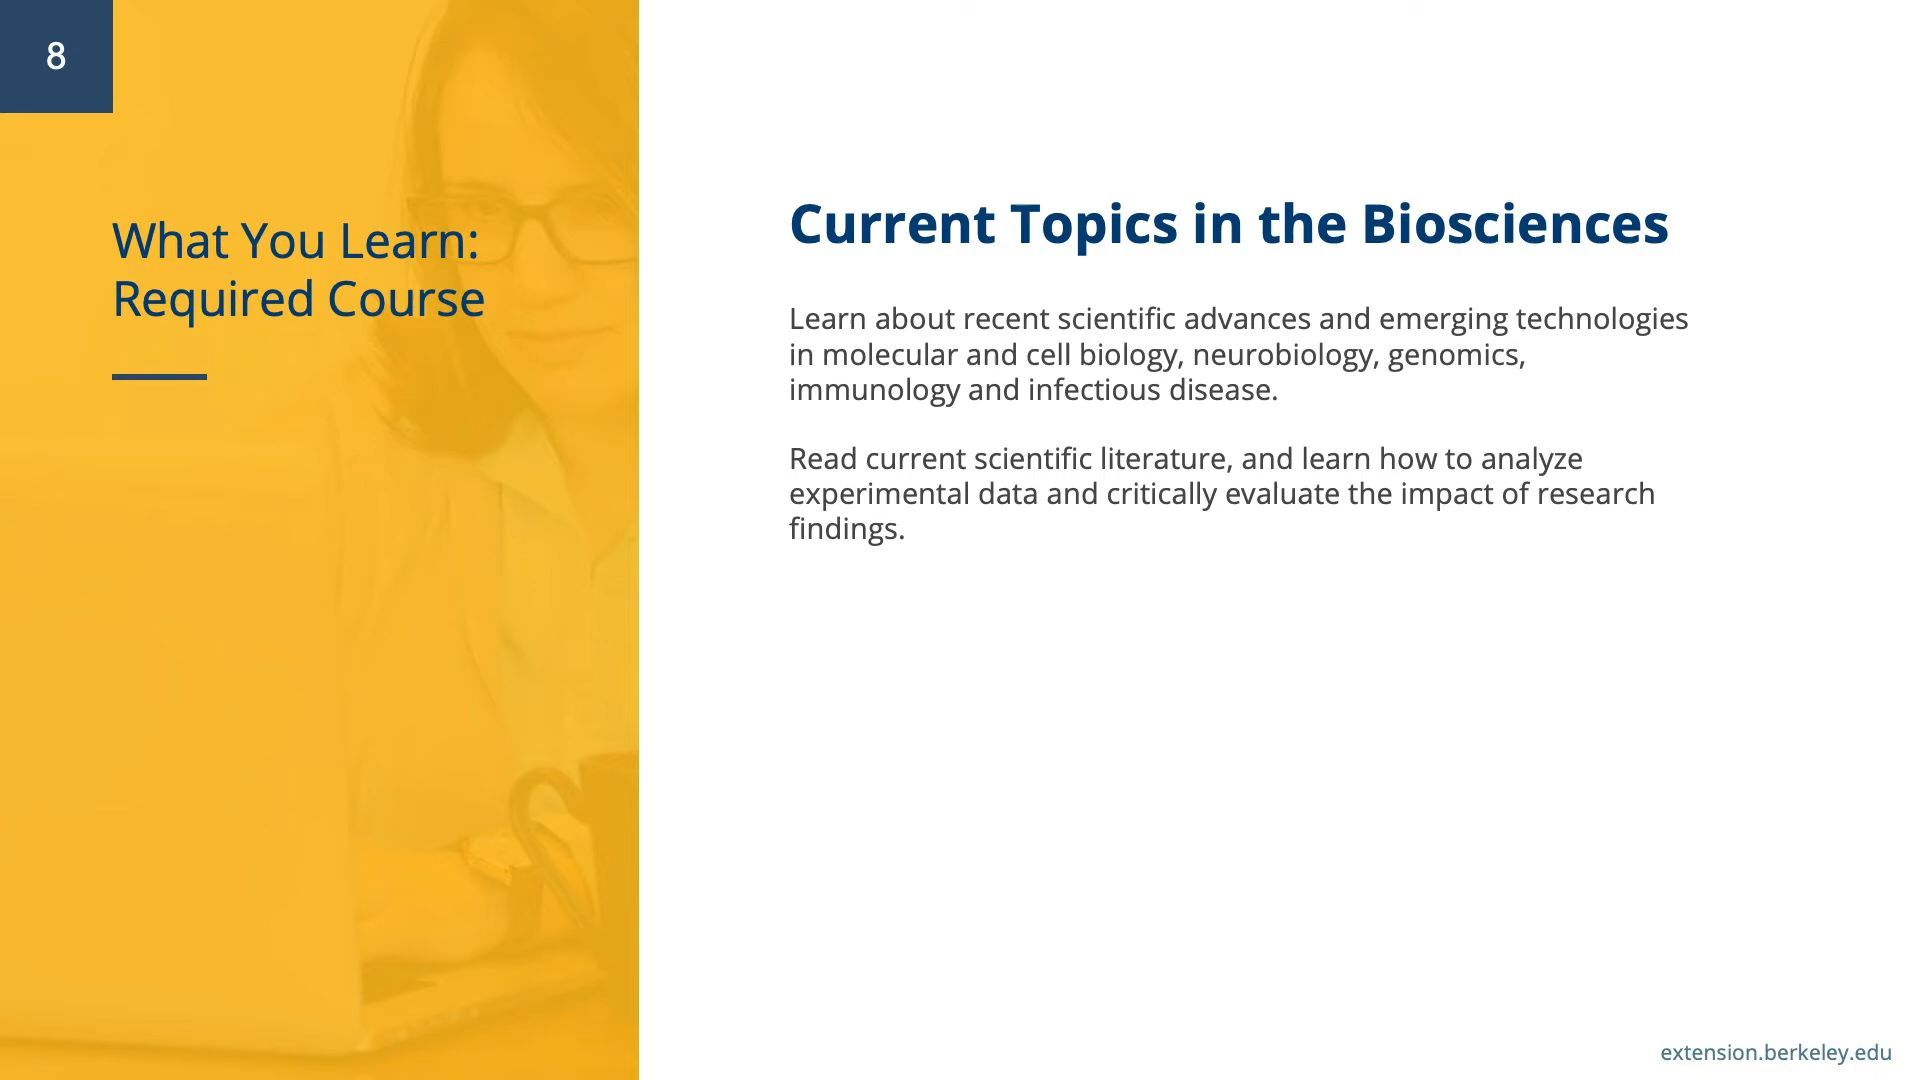 8
What You Learn:
Required Course
Current Topics in the Biosciences
Learn about recent scientific advances and emerging technologies
in molecular and cell biology, neurobiology, genomics,
immunology and infectious disease.
Read current scientific literature, and learn how to analyze
experimental data and critically evaluate the impact of research
findings.
extension.berkeley.edu